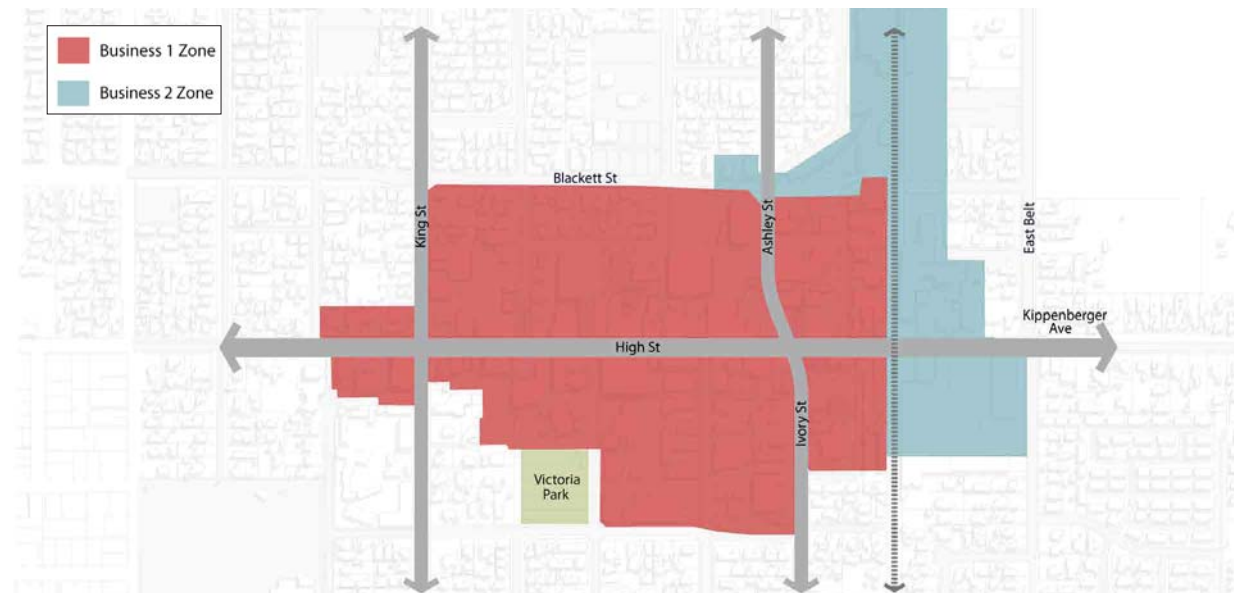 Business 1 Zone
Business 2 Zone
Blackett St
King St
Ashley St
East Belt
Kippenberger
Ave
High St
Ivory St
Victoria
Park